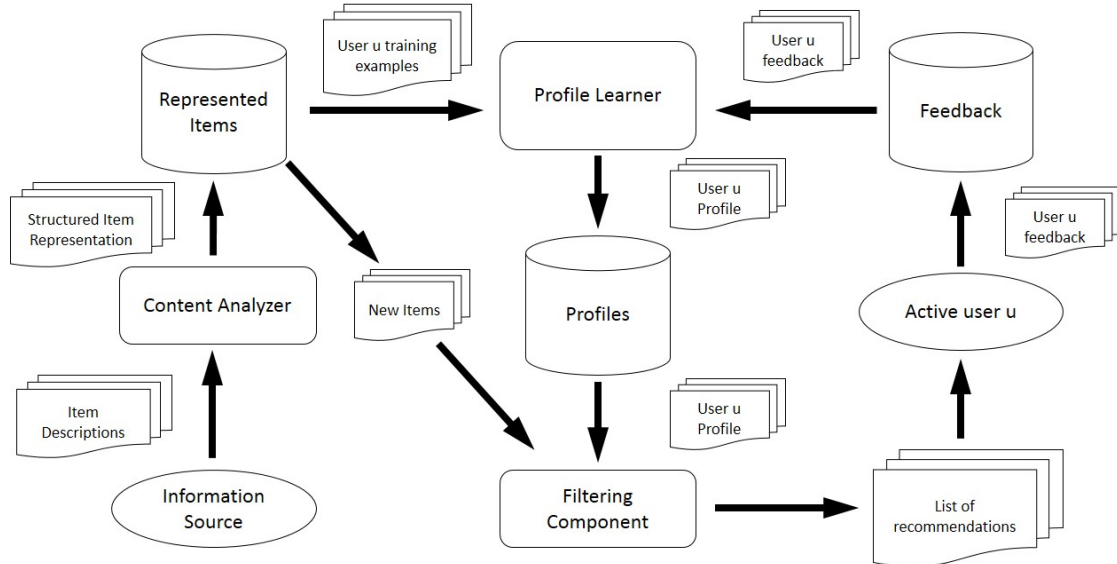 User u training
examples
User u
feedback
Represented
Items
Profile Learner
Feedback
Structured Item
Representation
User u
Profile
User u
feedback
Content Analyzer
New Items
Profiles
Active user u
Item
Descriptions
User u
Profile
Information
Source
Filtering
Component
List of
recommendations